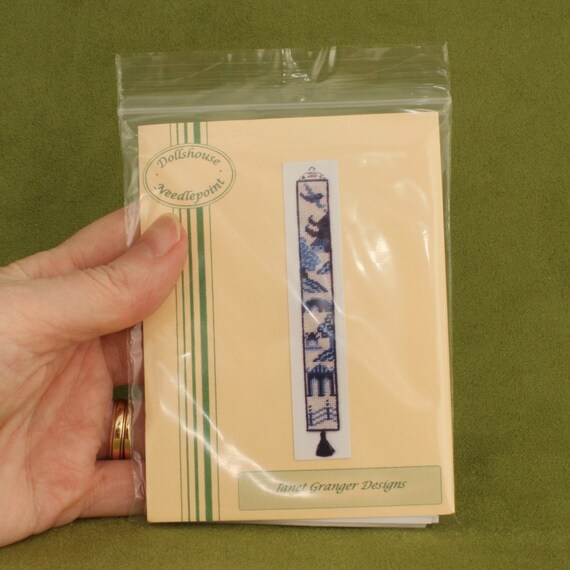 Dollshouse
Needlepoint
Janet Granger Designs